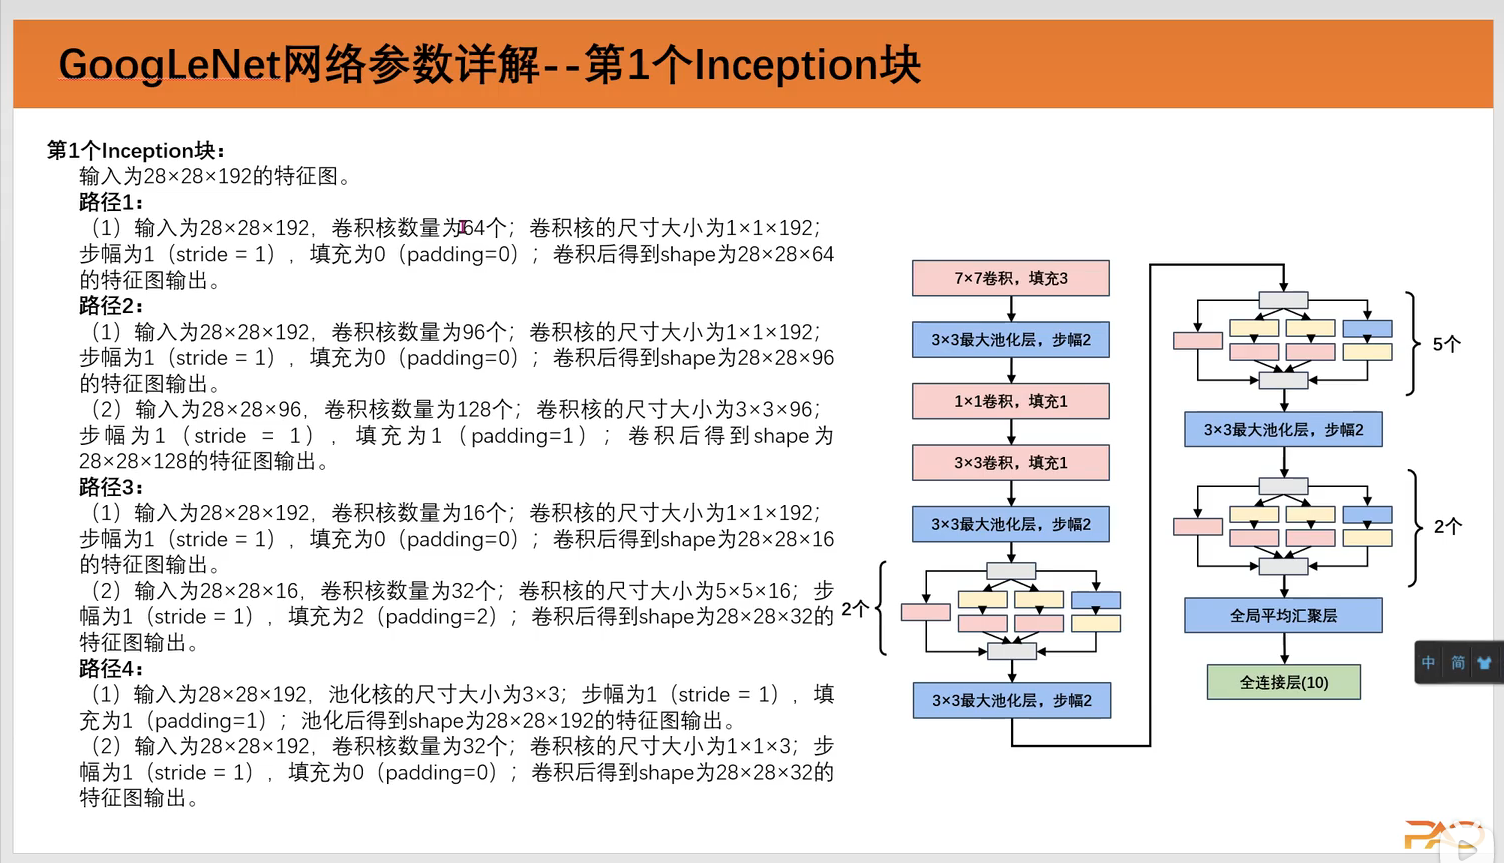 GoogLeNet网络参数详解--第1个Inception块
第1个Inception块：
输入为28×28×192的特征图。
路径1：
（1）输入为28×28×192，卷积核数量为64个；卷积核的尺寸大小为1×1×192；
步幅为1（stride = 1），填充为0（padding=0）；卷积后得到shape为28×28×64
的特征图输出。
路径2：
（1）输入为28×28×192，卷积核数量为96个；卷积核的尺寸大小为1×1×192；
步幅为1（stride = 1），填充为0（padding=0）；卷积后得到shape为28×28×96
的特征图输出。
（2）输入为28×28×96，卷积核数量为128个；卷积核的尺寸大小为3×3×96；
步幅为1（stride = 1），填充为1（padding=1）；卷积后得到shape为
28×28×128的特征图输出。
路径3：
（1）输入为28×28×192，卷积核数量为16个；卷积核的尺寸大小为1×1×192；
步幅为1（stride = 1），填充为0（padding=0）；卷积后得到shape为28×28×16
的特征图输出。
（2）输入为28×28×16，卷积核数量为32个；卷积核的尺寸大小为5×5×16；步
幅为1（stride = 1），填充为2（padding=2）；卷积后得到shape为28×28×32的
特征图输出。
路径4：
（1）输入为28×28×192，池化核的尺寸大小为3×3；步幅为1（stride = 1），填
充为1（padding=1）；池化后得到shape为28×28×192的特征图输出。
（2）输入为28×28×192，卷积核数量为32个；卷积核的尺寸大小为1×1×3；步
幅为1（stride = 1），填充为0（padding=0）；卷积后得到shape为28×28×32的
特征图输出。
7×7卷积，填充3
3×3最大池化层，步幅2
1×1卷积，填充1
3×3卷积，填充1
3×3最大池化层，步幅2
2个
3×3最大池化层，步幅2
5个
3×3最大池化层，步幅2
2个
全局平均汇聚层
全连接层(10)
中 简